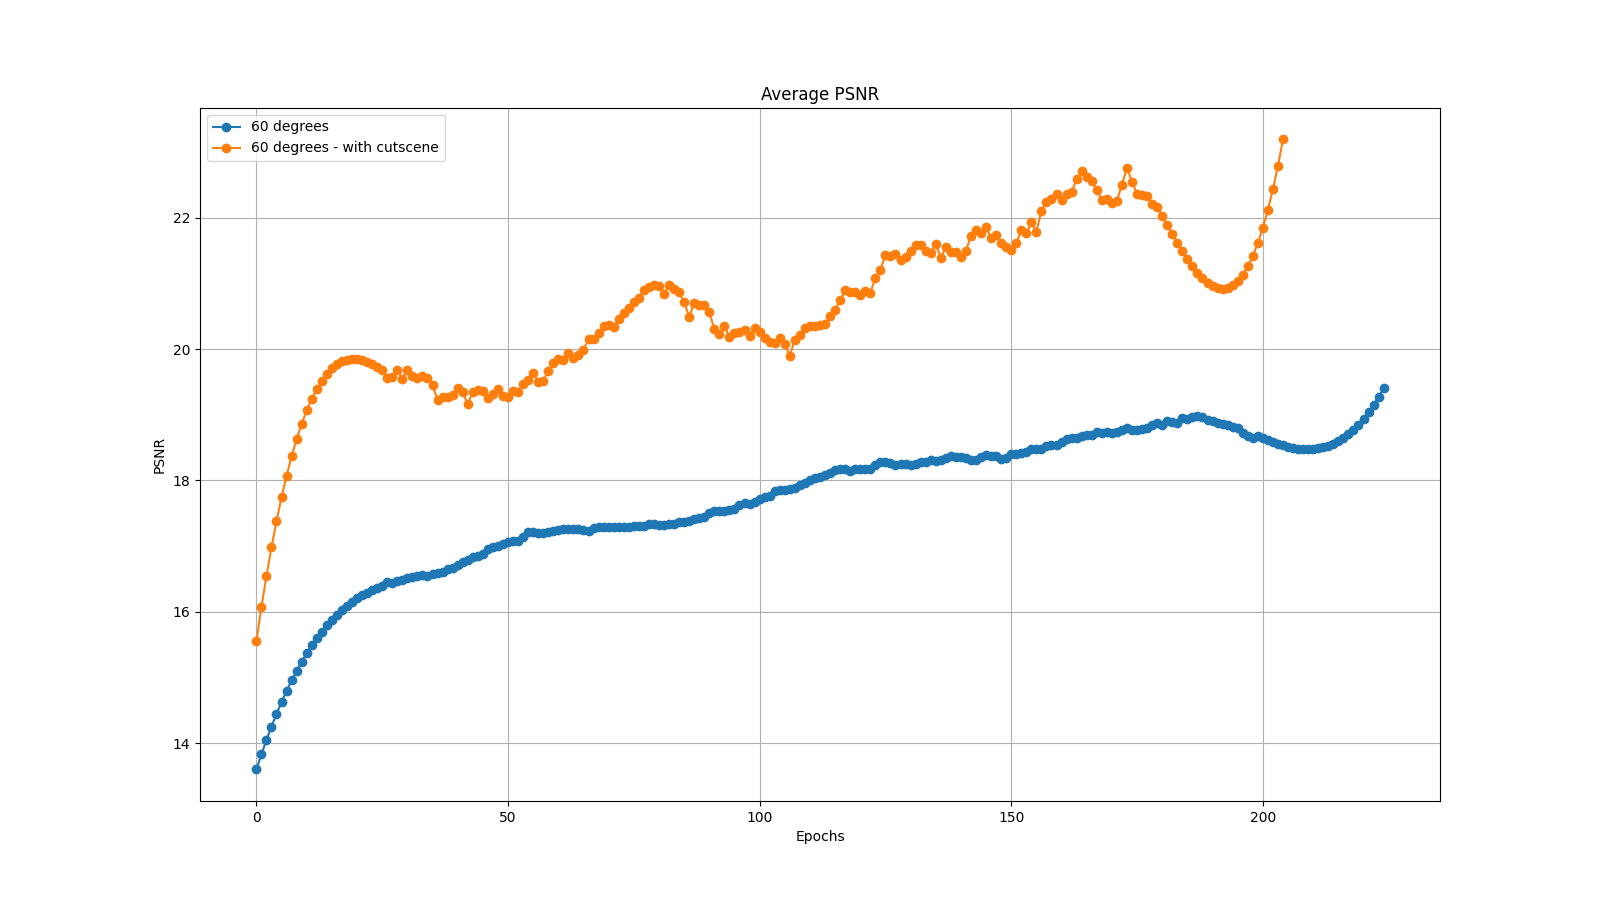 Average PSNR
60 degrees
60 degrees - with cutscene
PSNR
22
20
18
16
14
0 50 100 150 200
Epochs